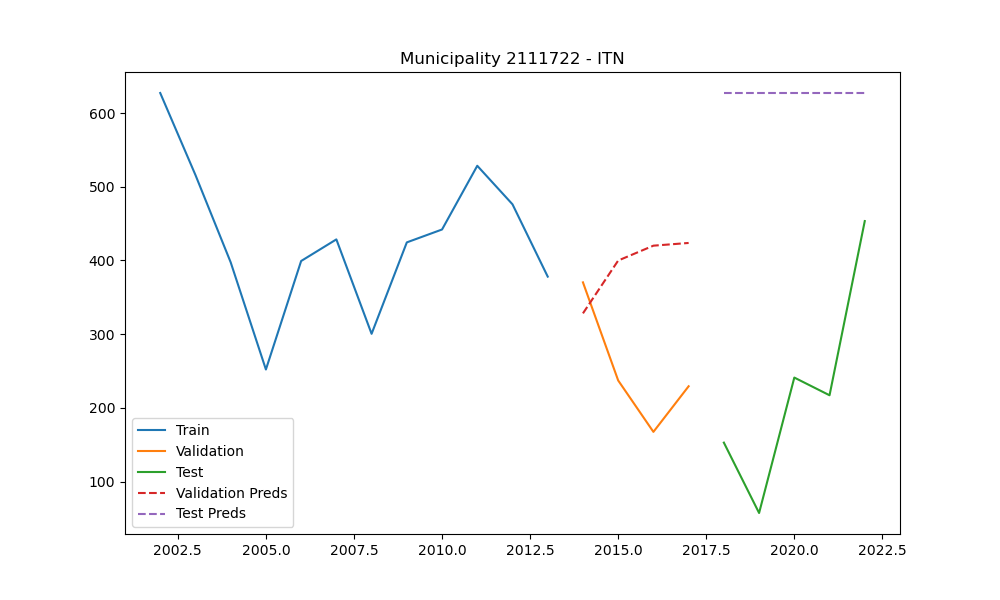 Municipality 2111722 - ITN
600
500
400
300
200
100
Train
Validation
Test
Validation Preds
Test Preds
2002.5 2005.0 2007.5 2010.0 2012.5 2015.0 2017.5 2020.0 2022.5